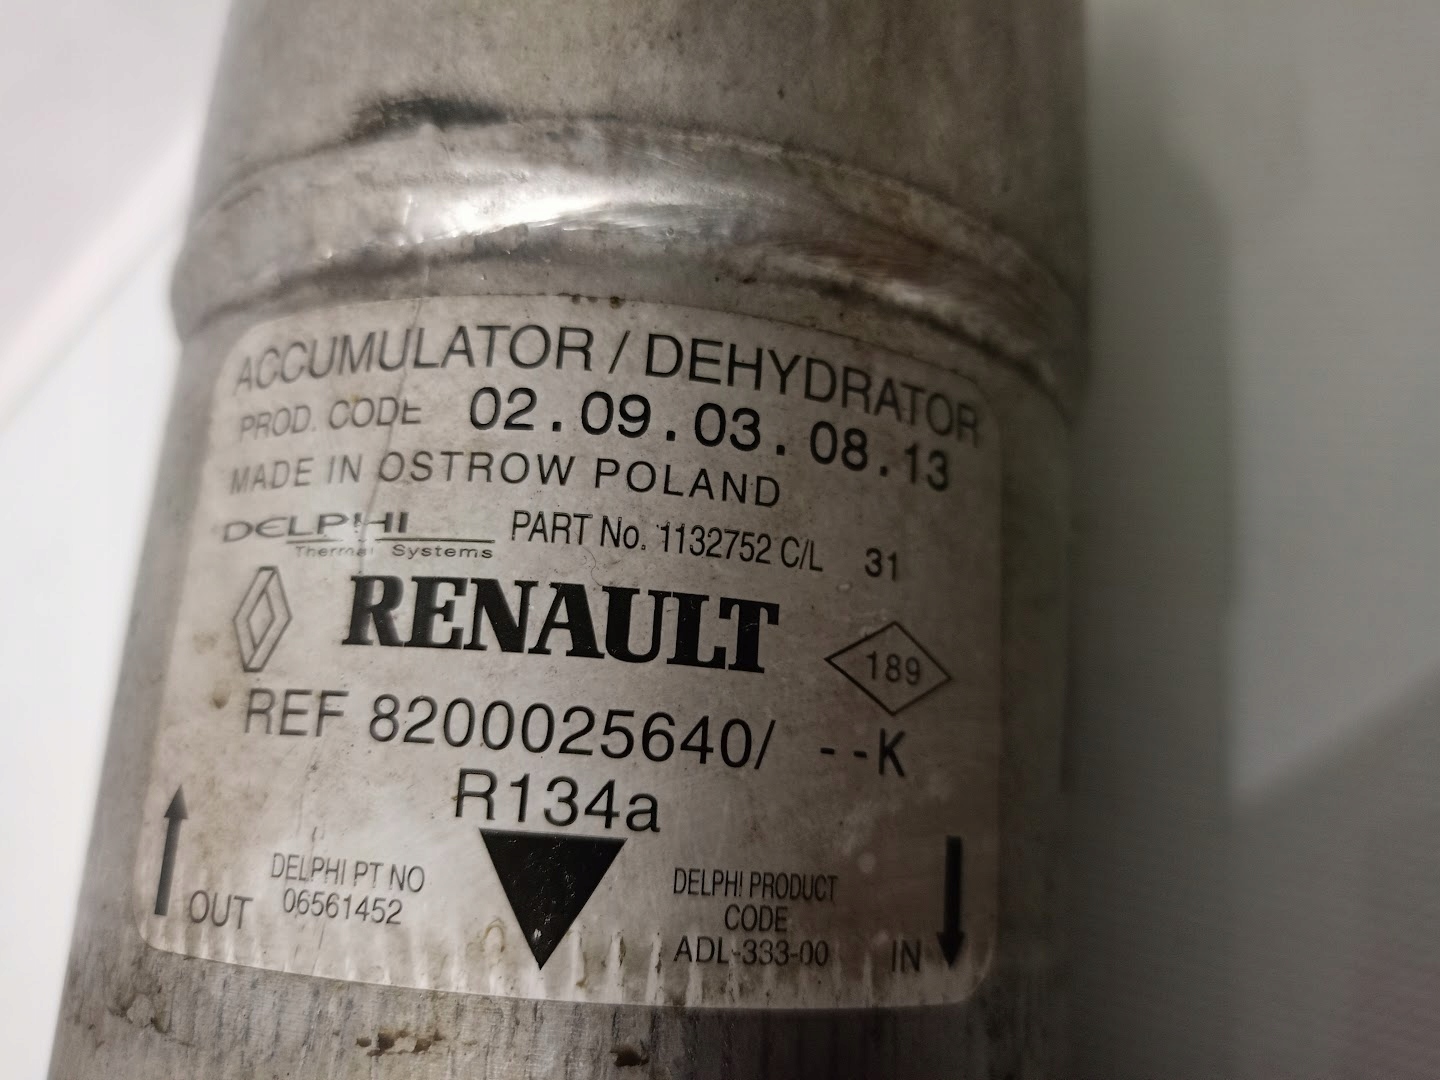 ACCUMULATOR / DEHYDRATOR
PROD. CODE 02.09.03.08.13
MADE IN OSTROW POLAND
DELPHI
Thermal Systems
PART No. 1132752 C/L 31
RENAULT
189
REF 8200025640/ --K
R134a
OUT
DELPHI PT NO
06561452
DELPHI PRODUCT
CODE
ADL-333-00
IN